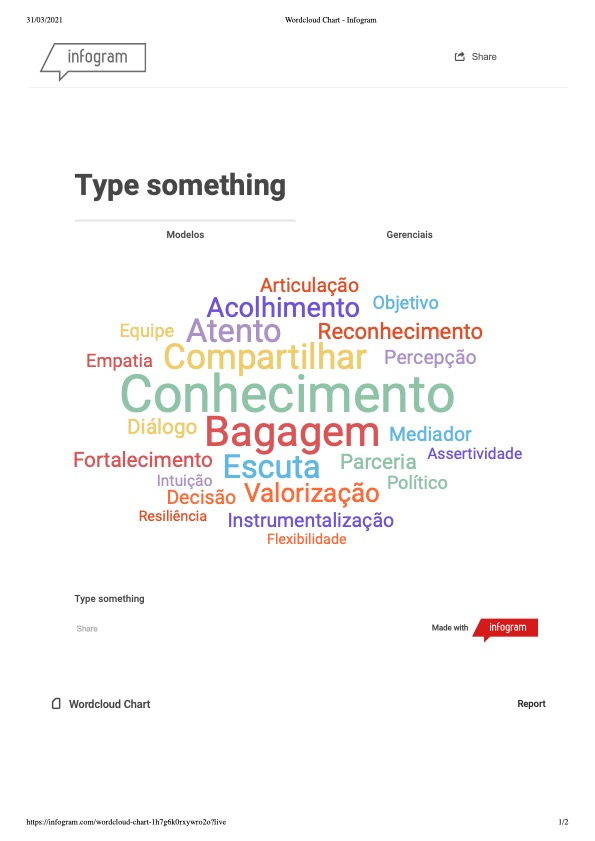 31/03/2021 Wordcloud Chart - Infogram
infogram Share
Type something
Modelos Gerenciais
Articulação
Acolhimento Objetivo
Equipe Atento Reconhecimento
Empatia Compartilhar Percepção
Conhecimento
Diálogo Bagagem Mediador
Fortalecimento Escuta Parceria Assertividade
Intuição Político
Decisão Valorização
Resiliência Instrumentalização
Flexibilidade
Type something
Share Made with infogram
Wordcloud Chart Report
https://infogram.com/wordcloud-chart-1h7g6k0rxywro2o?live 1/2